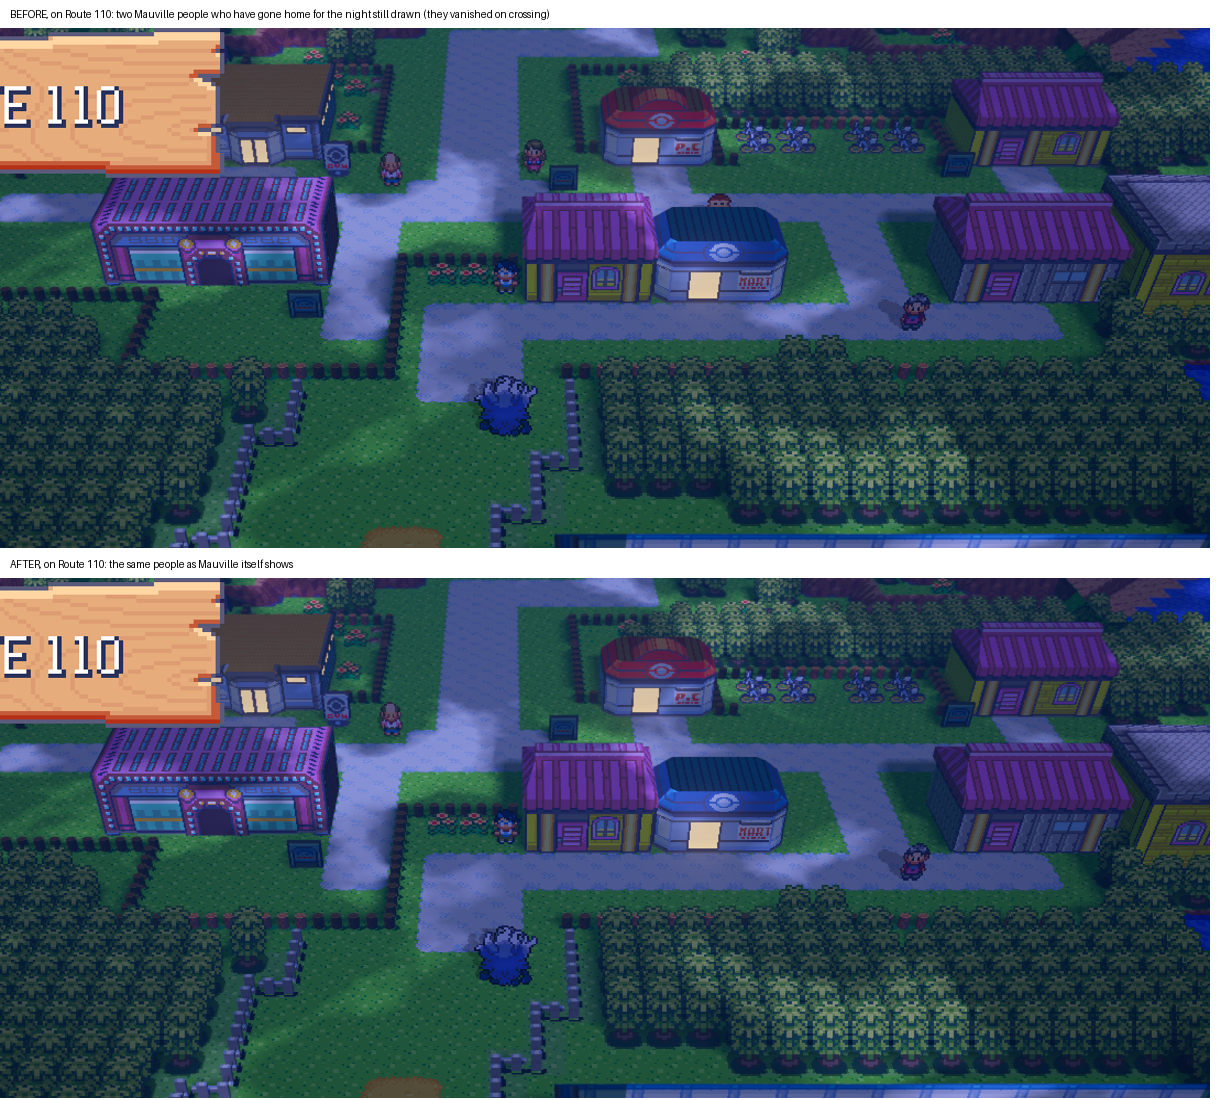 BEFORE, on Route 110: two Mauville people who have gone home for the night still drawn (they vanished on crossing)
E 110
P.C
MART
AFTER, on Route 110: the same people as Mauville itself shows
E 110
P.C
MART